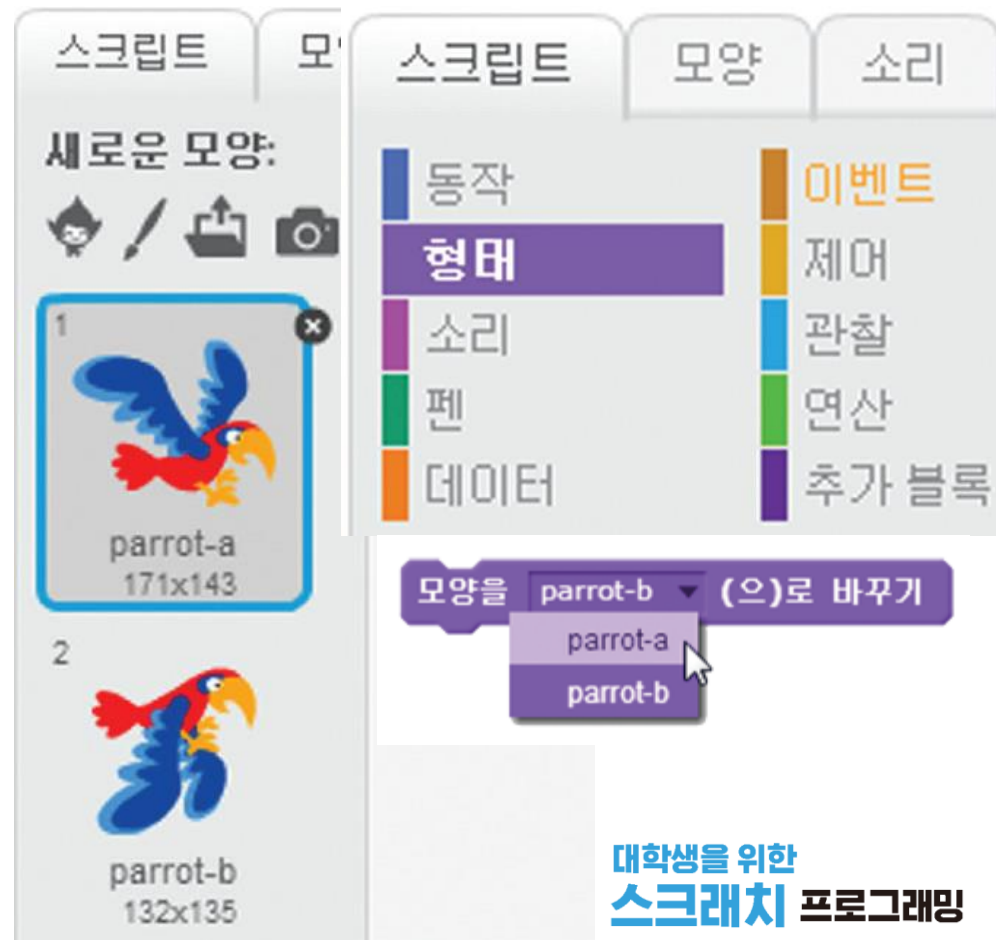 스크립트
새로운 모양:
1
parrot-a
171x143
2
parrot-b
132x135
스크립트 모양 소리
동작 이벤트
형태 제어
소리 관찰
펜 연산
데이터 추가 블록
모양을 parrot-b (으)로 바꾸기
parrot-a
parrot-b
대학생을 위한
스크래치 프로그래밍